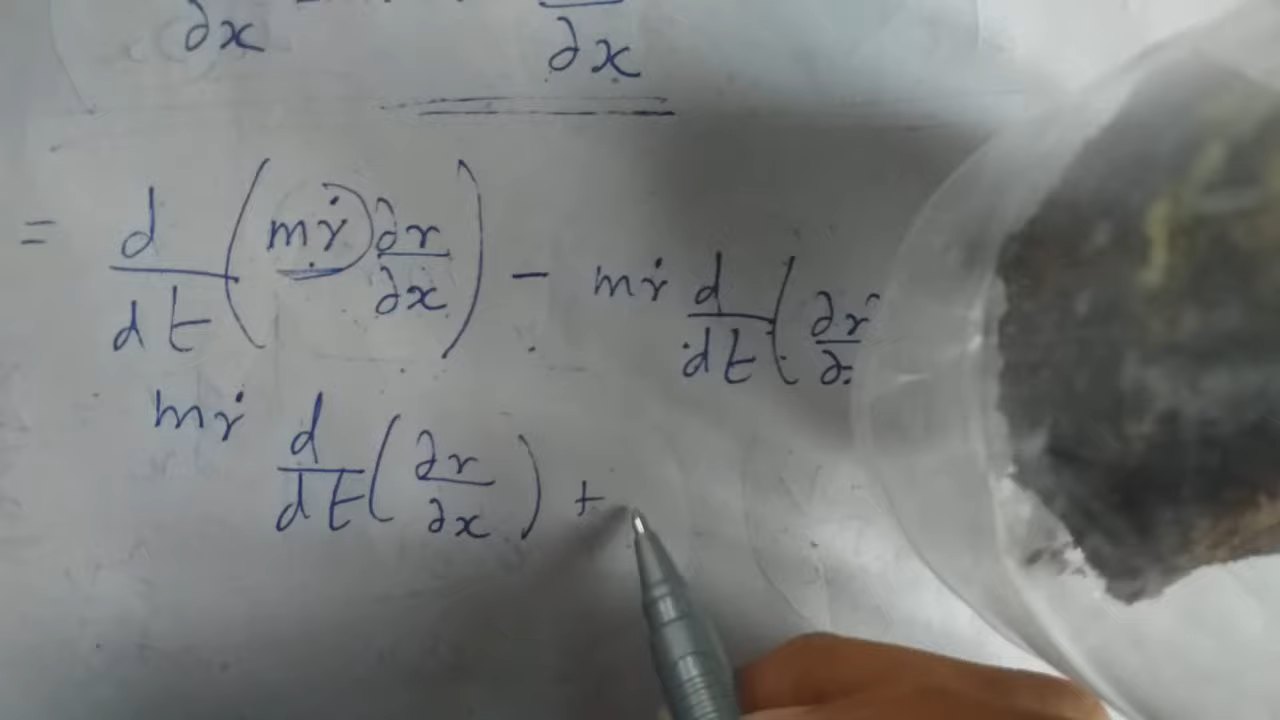 ∂x ∂x
= d/dt (mṙ ∂r/∂x) - mṙ d/dt (∂r/∂
mṙ d/dt (∂r/∂x) +